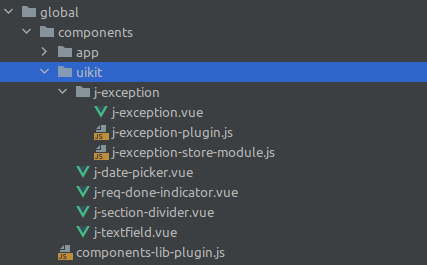 global
components
app
uikit
j-exception
j-exception.vue
j-exception-plugin.js
j-exception-store-module.js
j-date-picker.vue
j-req-done-indicator.vue
j-section-divider.vue
j-textfield.vue
components-lib-plugin.js